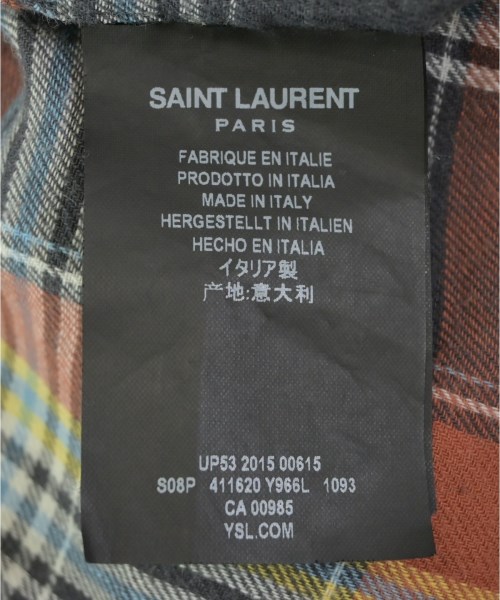 SAINT LAURENT
PARIS
FABRIQUE EN ITALIE
PRODOTTO IN ITALIA
MADE IN ITALY
HERGESTELLT IN ITALIEN
HECHO EN ITALIA
イタリア製
产地:意大利
UP53 2015 00615
S08P 411620 Y966L 1093
CA 00985
YSL.COM